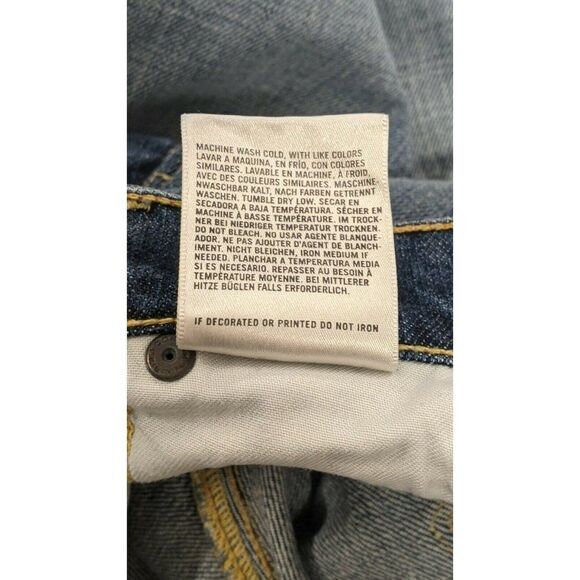 MACHINE WASH COLD, WITH LIKE COLORS
LAVAR A MAQUINA, EN FRÍO, CON COLORES
SIMILARES. LAVABLE EN MACHINE, À FROID,
AVEC DES COULEURS SIMILAIRES. MASCHINE
NWASCHBAR KALT, NACH FARBEN GETRENNT
WASCHEN. TUMBLE DRY LOW. SECAR EN
SECADORA A BAJA TEMPÉRATURA. SÉCHER EN
MACHINE À BASSE TEMPÉRATURE. IM TROCK-
NER BEI NIEDRIGER TEMPERATUR TROCKNEN.
DO NOT BLEACH. NO USAR AGENTE BLANQUE-
ADOR. NE PAS AJOUTER D'AGENT DE BLANCH-
IMENT. NICHT BLEICHEN, IRON MEDIUM IF
NEEDED. PLANCHAR A TEMPERATURA MEDIA
SI ES NECESARIO. REPASSER AU BESOIN À
TEMPÉRATURE MOYENNE. BEI MITTLERER
HITZE BÜGLEN FALLS ERFORDERLICH.
IF DECORATED OR PRINTED DO NOT IRON